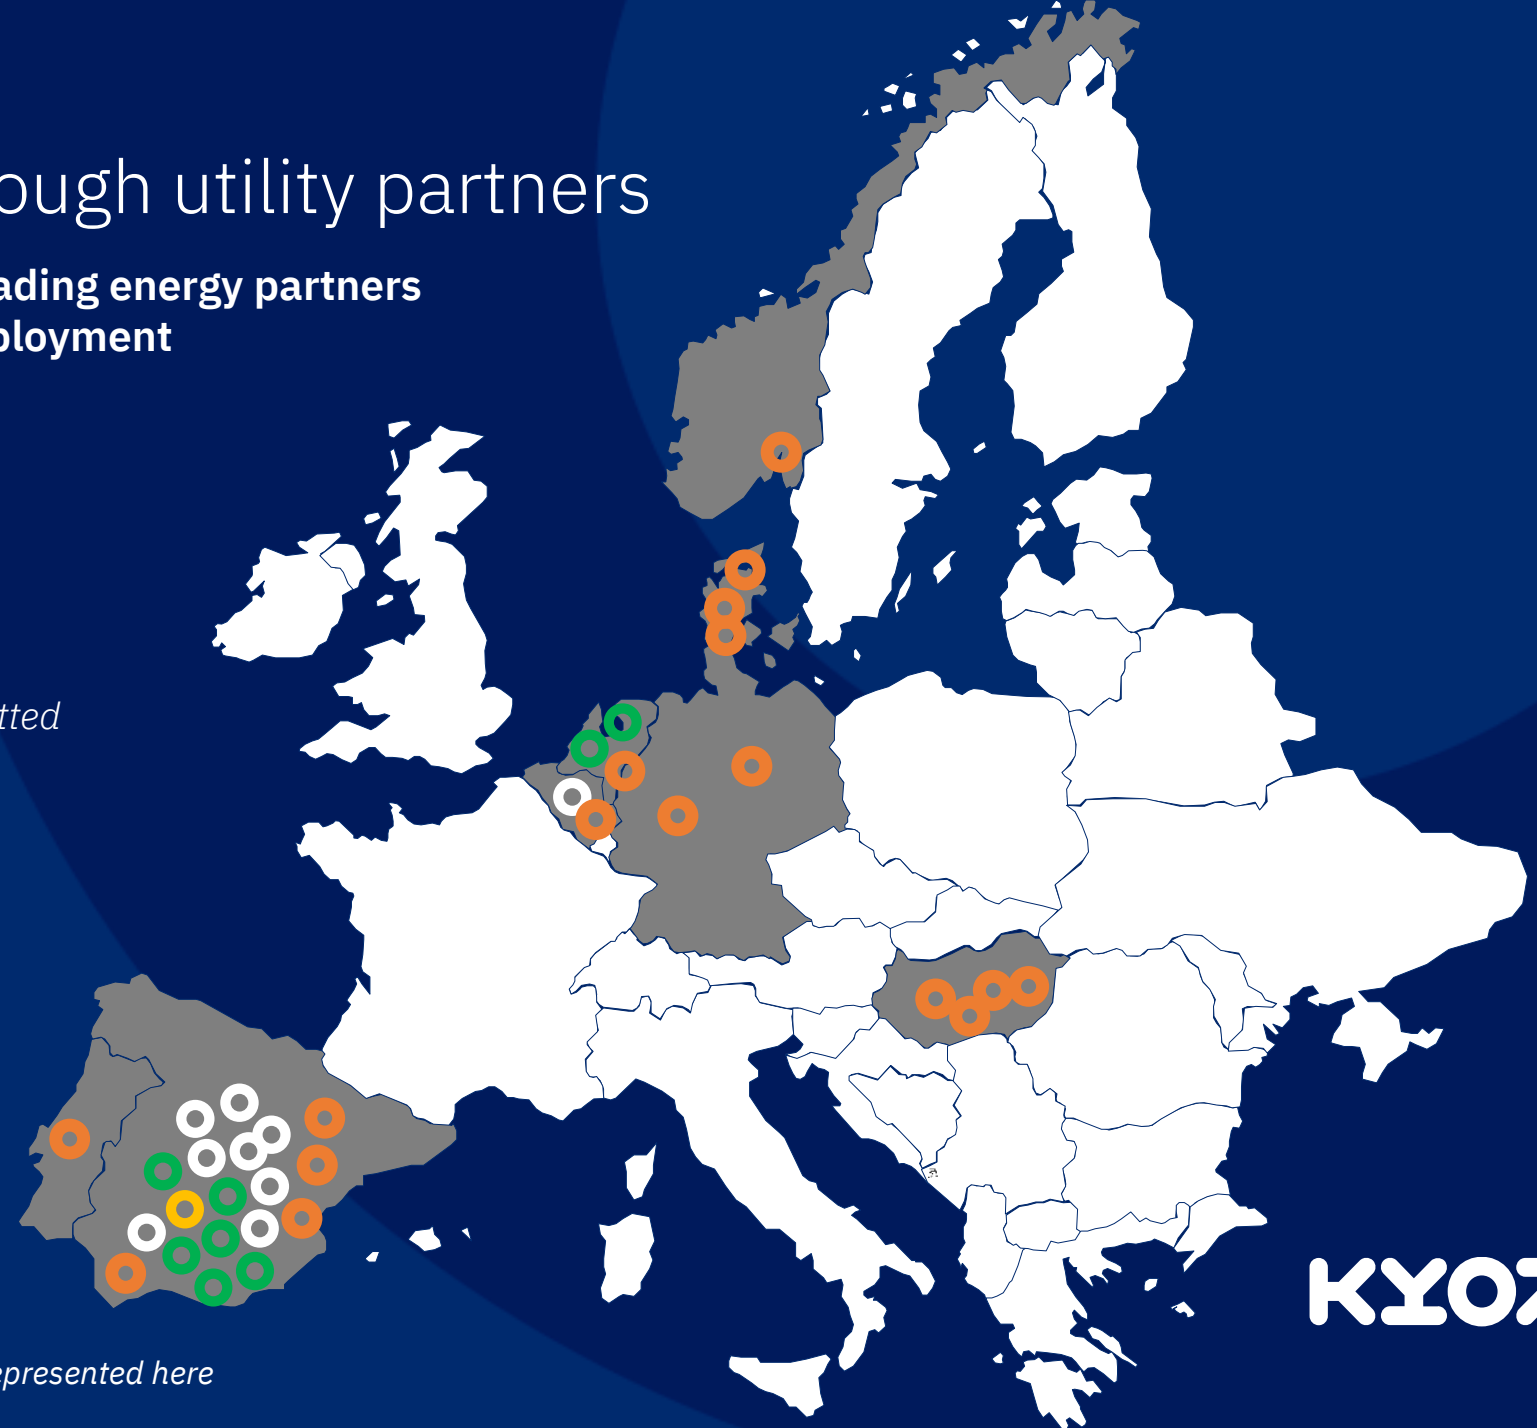 ough utility partners
ading energy partners
ployment
tted
epresented here
KYOZ